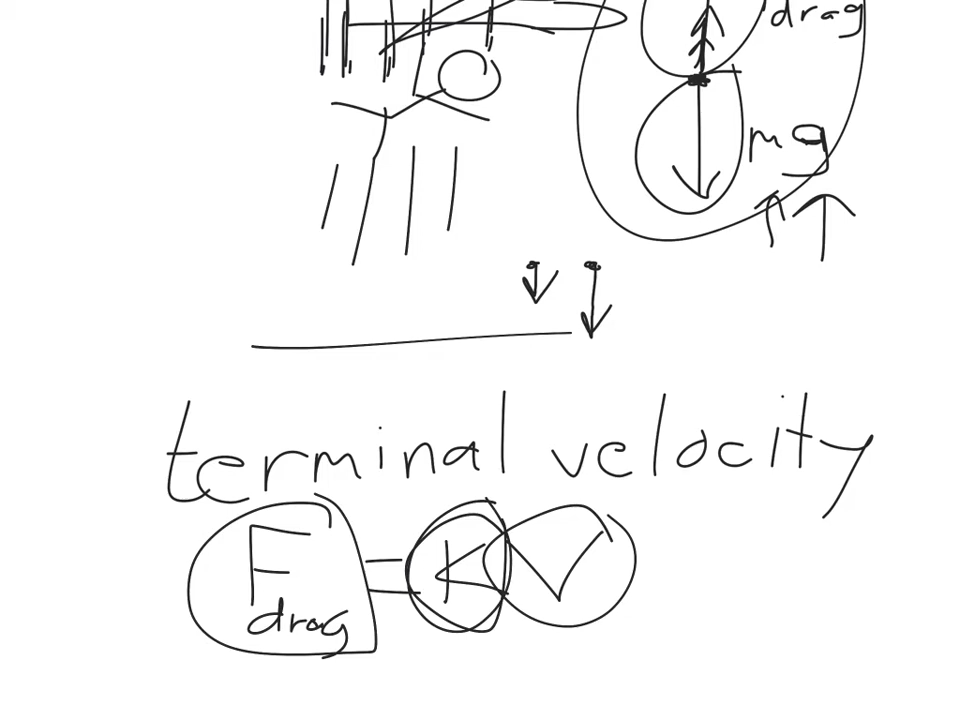 drag
mg
terminal velocity
F drag = KV